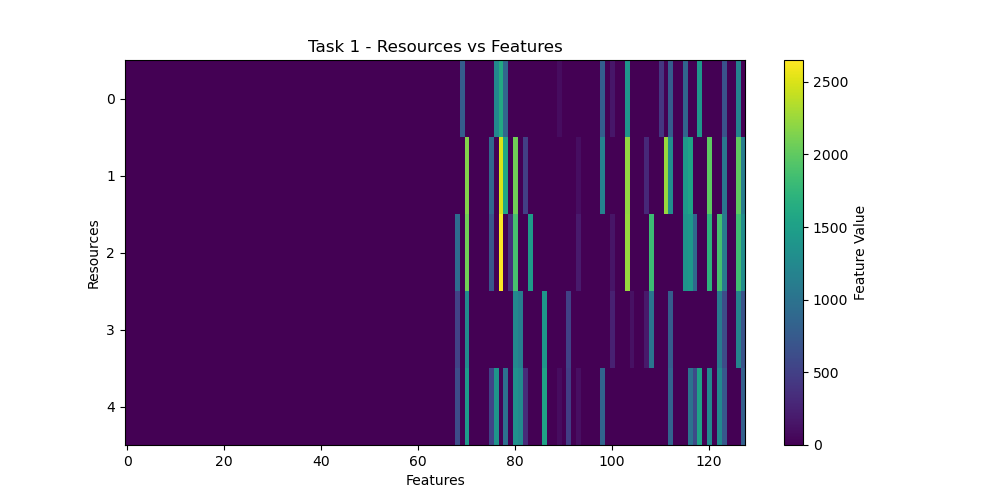 Task 1 - Resources vs Features
Resources
0
1
2
3
4
0 20 40 60 80 100 120
Features
2500
2000
1500
1000
500
0
Feature Value